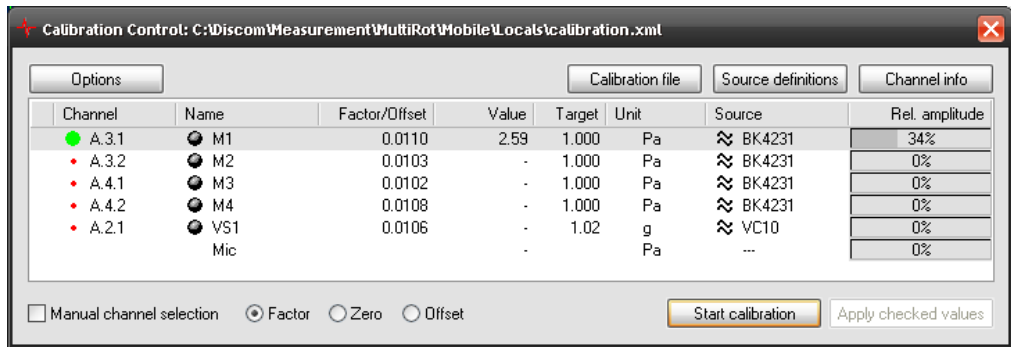 Calibration Control: C:\Discom\Measurement\MuttiRot\Mobile\Locals\calibration.xml
Options Calibration file Source definitions Channel info
Channel Name Factor/Offset Value Target Unit Source Rel. amplitude
A.3.1 M1 0.0110 2.59 1.000 Pa BK4231 34%
A.3.2 M2 0.0103 - 1.000 Pa BK4231 0%
A.4.1 M3 0.0102 - 1.000 Pa BK4231 0%
A.4.2 M4 0.0108 - 1.000 Pa BK4231 0%
A.2.1 VS1 0.0106 - 1.02 g VC10 0%
Mic - Pa --- 0%
Manual channel selection Factor Zero Offset Start calibration Apply checked values